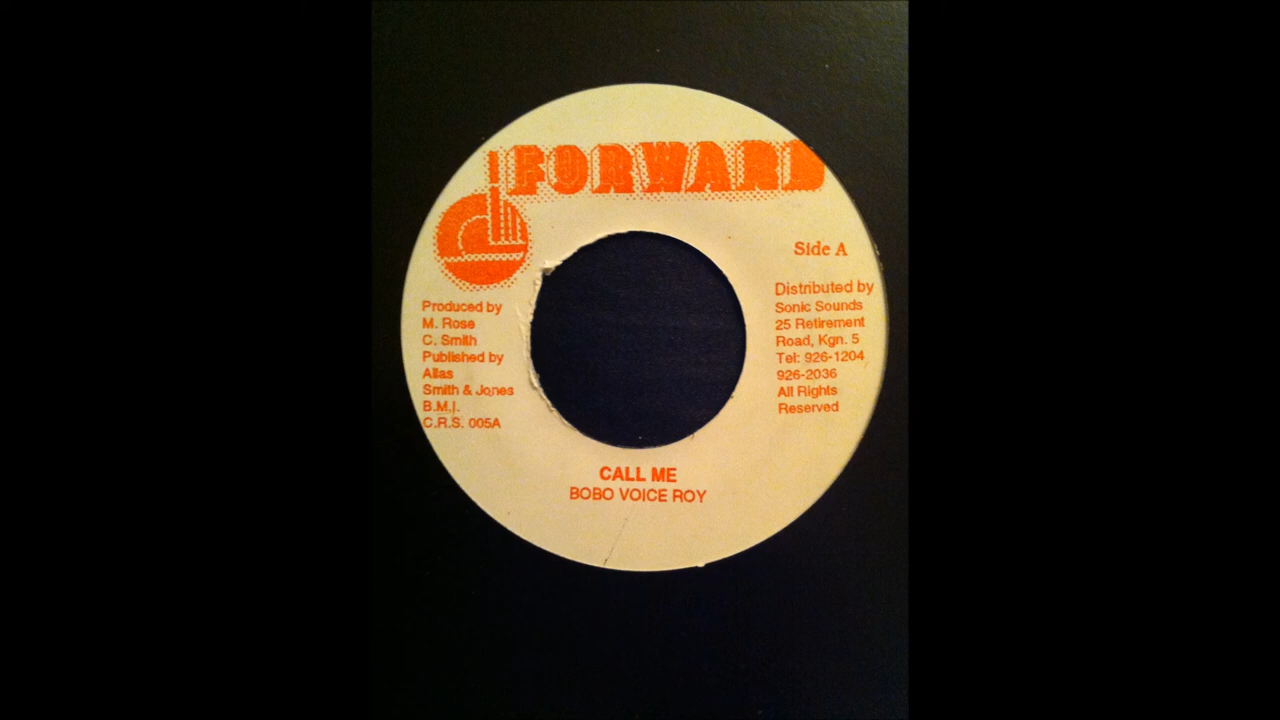 FORWARD
Side A
Produced by
M. Rose
C. Smith
Published by
Alias
Smith & Jones
B.M.I.
C.R.S. 005A
Distributed by
Sonic Sounds
25 Retirement
Road, Kgn. 5
Tel: 926-1204
926-2036
All Rights
Reserved
CALL ME
BOBO VOICE ROY